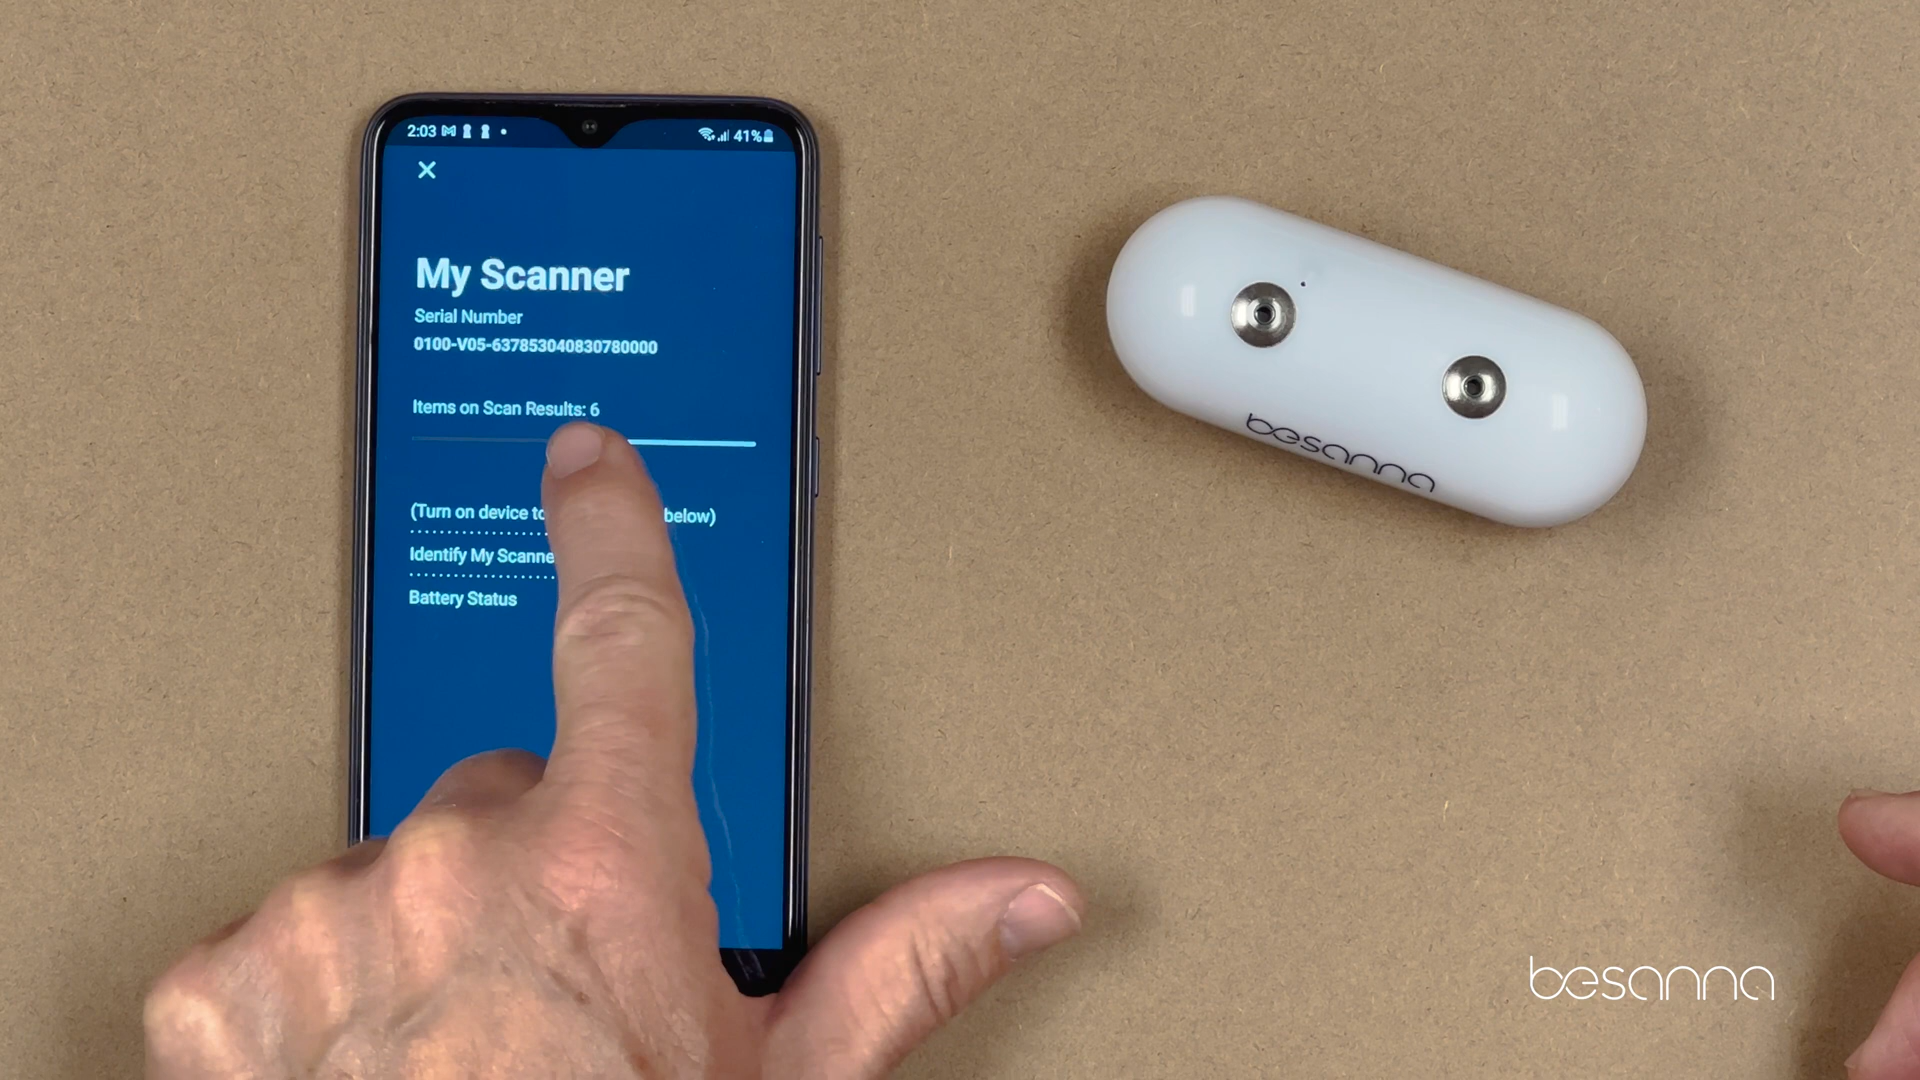 2:03
41%
My Scanner
Serial Number
0100-V05-637853040830780000
Items on Scan Results: 6
(Turn on device to below)
Identify My Scanne
Battery Status
besanna
besanna